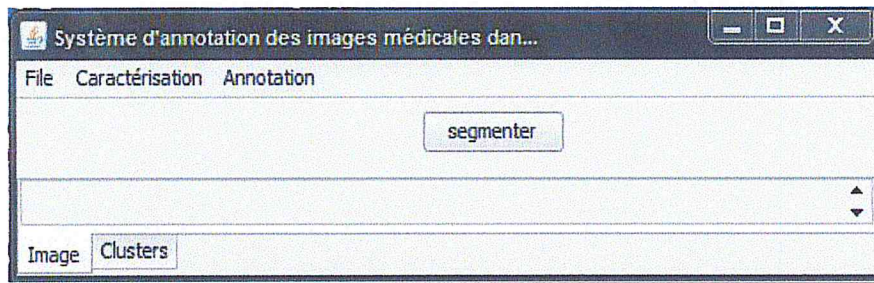 Système d'annotation des images médicales dan...
File Caractérisation Annotation
segmenter
Image Clusters